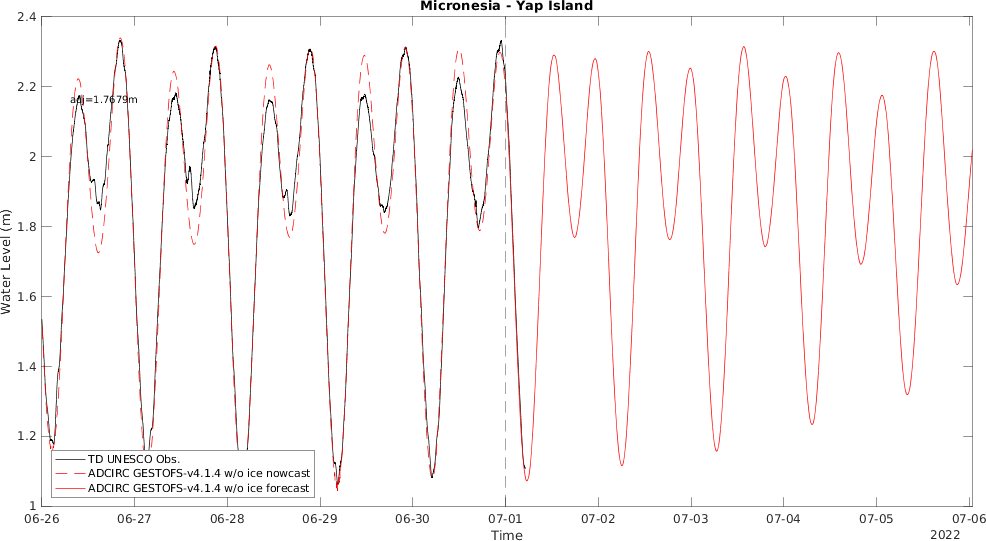 Micronesia - Yap Island
2.4
2.2
2
1.8
1.6
1.4
1.2
1
Water Level (m)
adj=1.7679m
TD UNESCO Obs.
ADCIRC GESTOFS-v4.1.4 w/o ice nowcast
ADCIRC GESTOFS-v4.1.4 w/o ice forecast
06-26 06-27 06-28 06-29 06-30 07-01 07-02 07-03 07-04 07-05 07-06
Time
2022